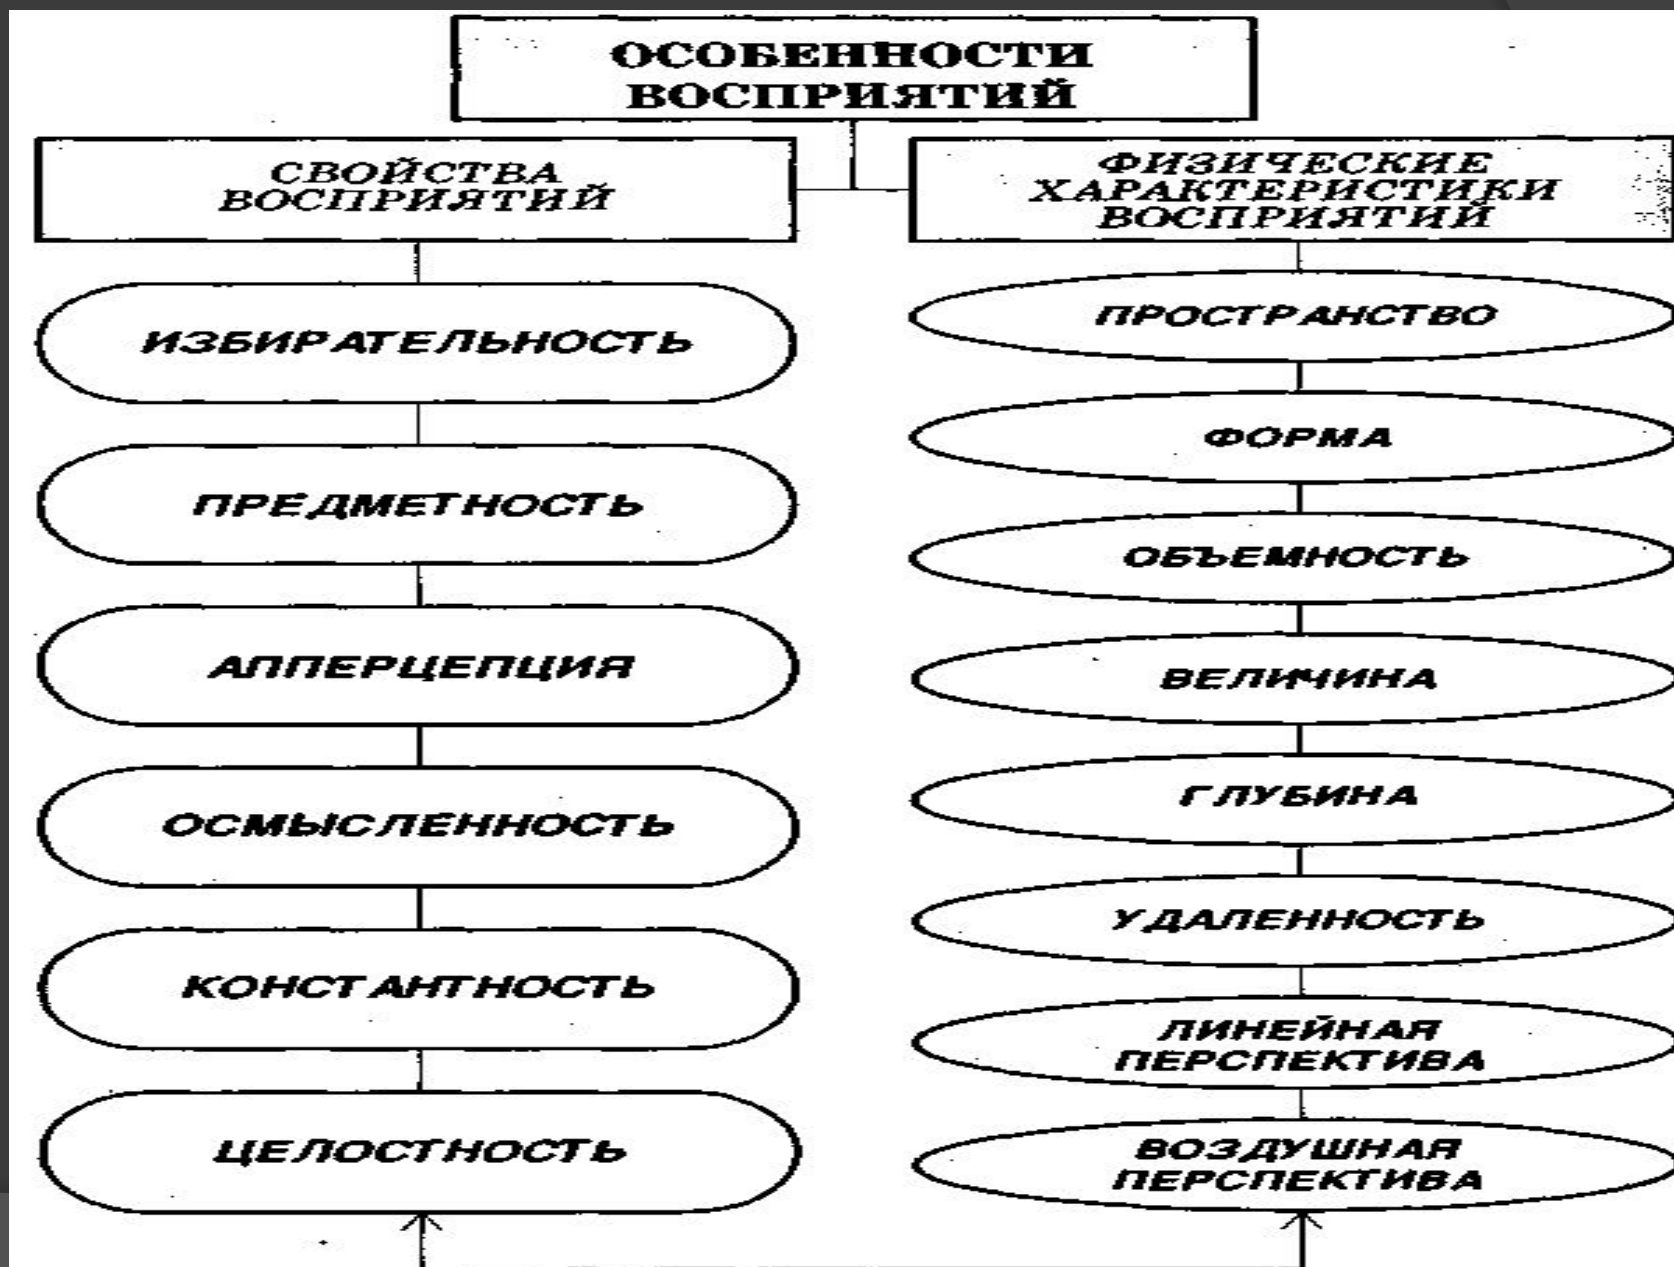 ОСОБЕННОСТИ
ВОСПРИЯТИЙ
СВОЙСТВА
ВОСПРИЯТИЙ
ИЗБИРАТЕЛЬНОСТЬ
ПРЕДМЕТНОСТЬ
АППЕРЦЕПЦИЯ
ОСМЫСЛЕННОСТЬ
КОНСТАНТНОСТЬ
ЦЕЛОСТНОСТЬ
ФИЗИЧЕСКИЕ
ХАРАКТЕРИСТИКИ
ВОСПРИЯТИЙ
ПРОСТРАНСТВО
ФОРМА
ОБЪЕМНОСТЬ
ВЕЛИЧИНА
ГЛУБИНА
УДАЛЕННОСТЬ
ЛИНЕЙНАЯ
ПЕРСПЕКТИВА
ВОЗДУШНАЯ
ПЕРСПЕКТИВА